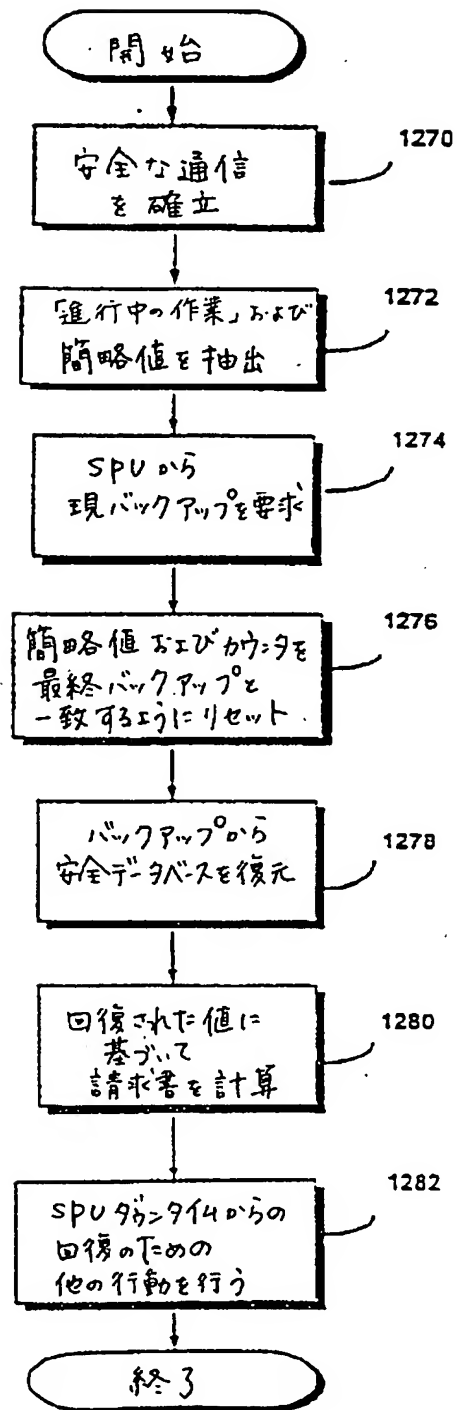 開始
安全な通信
を確立
1270
「進行中の作業」および
簡略値を抽出
1272
SPUから
現バックアップを要求
1274
簡略値およびカウンタを
最終バックアップと
一致するようにリセット
1276
バックアップから
安全データベースを復元
1278
回復された値に
基づいて
請求書を計算
1280
SPUダウンタイムからの
回復のための
他の行動を行う
1282
終了